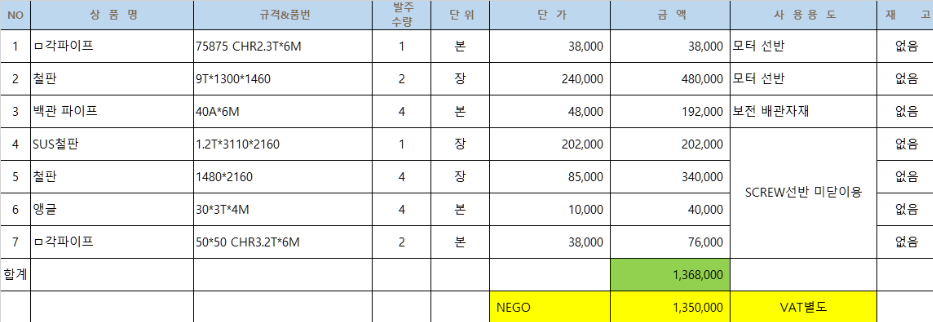 NO 상 품 명 규격&품번 발주 수량 단 위 단 가 금 액 사 용 용 도 재 고
1 ㅁ각파이프 75875 CHR2.3T*6M 1 본 38,000 38,000 모터 선반 없음
2 철판 9T*1300*1460 2 장 240,000 480,000 모터 선반 없음
3 백관 파이프 40A*6M 4 본 48,000 192,000 보전 배관자재 없음
4 SUS철판 1.2T*3110*2160 1 장 202,000 202,000 없음
5 철판 1480*2160 4 장 85,000 340,000 SCREW선반 미닫이용 없음
6 앵글 30*3T*4M 4 본 10,000 40,000 없음
7 ㅁ각파이프 50*50 CHR3.2T*6M 2 본 38,000 76,000 없음
합계 1,368,000
NEGO 1,350,000 VAT별도